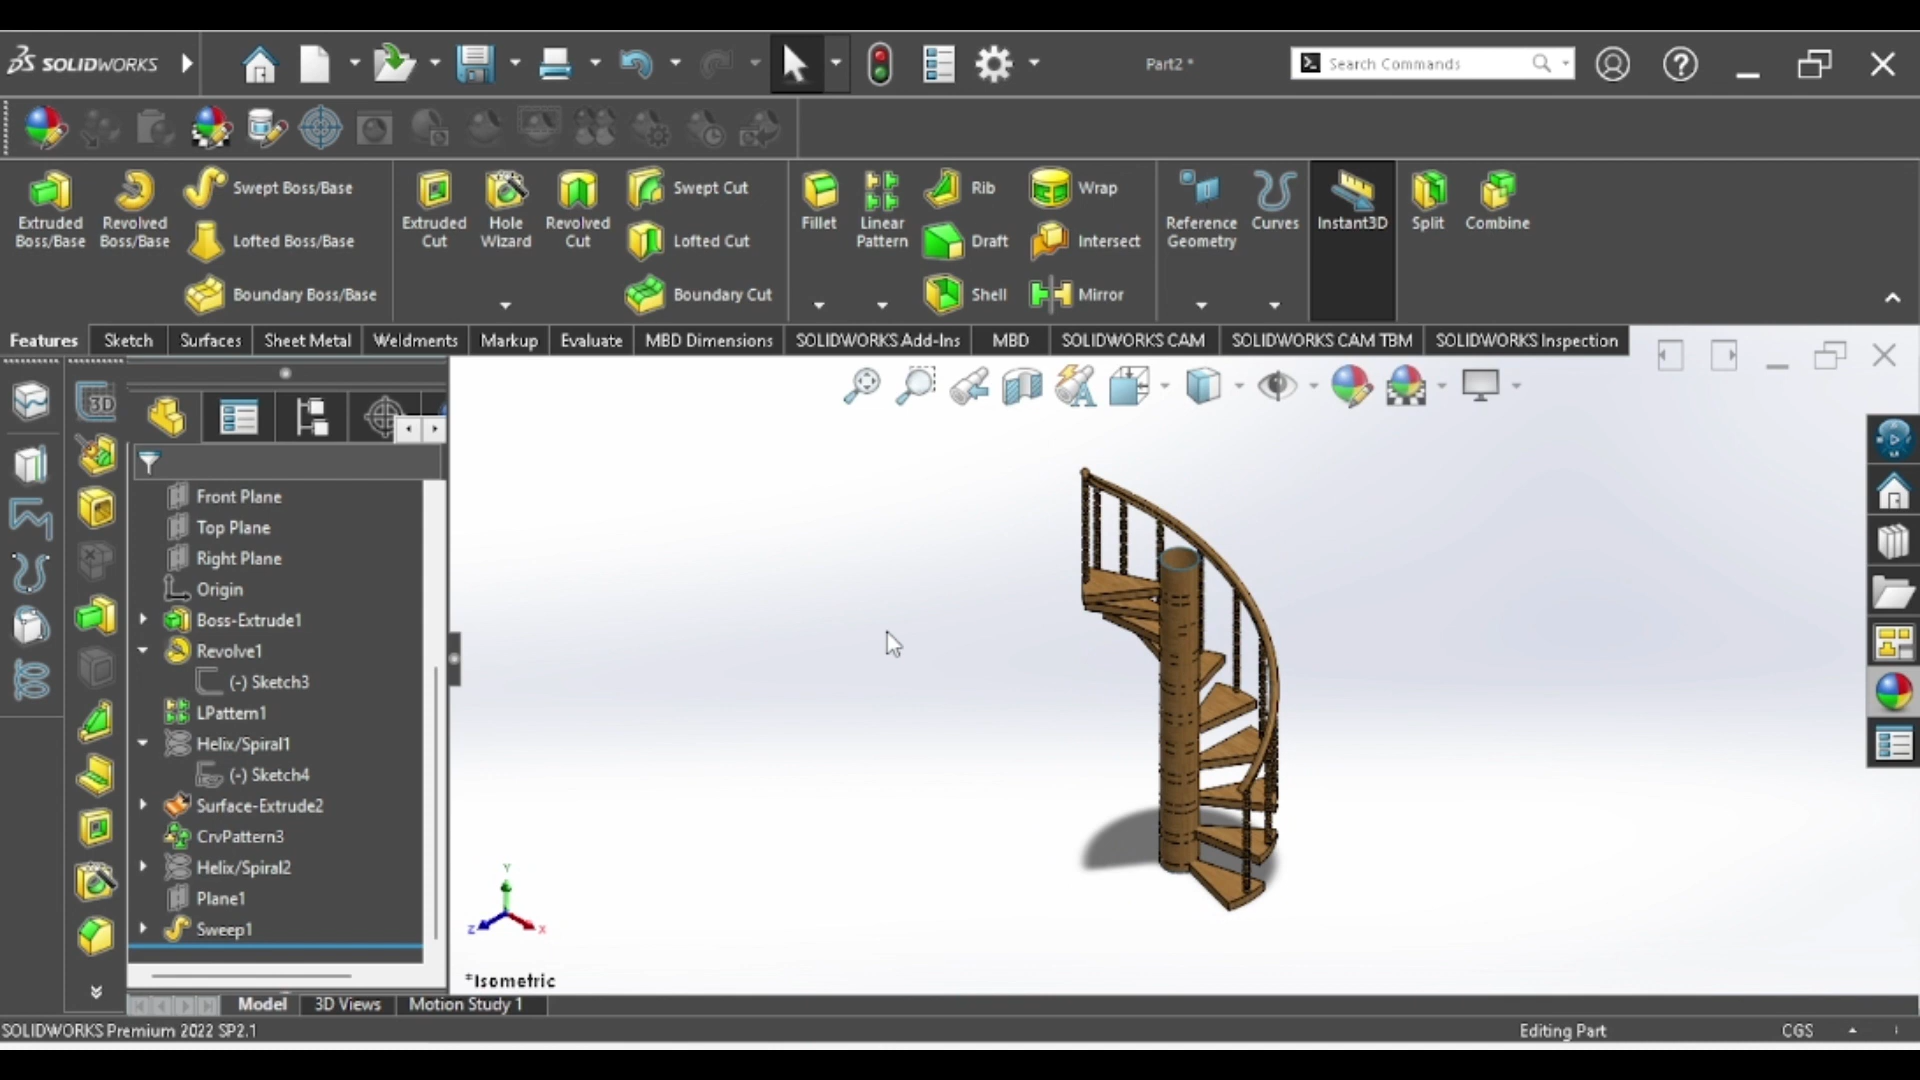 SOLIDWORKS
Part2 *
Search Commands
Extruded Boss/Base
Revolved Boss/Base
Swept Boss/Base
Lofted Boss/Base
Boundary Boss/Base
Extruded Cut
Hole Wizard
Revolved Cut
Swept Cut
Lofted Cut
Boundary Cut
Fillet
Linear Pattern
Rib
Draft
Shell
Wrap
Intersect
Mirror
Reference Geometry
Curves
Instant3D
Split
Combine
Features
Sketch
Surfaces
Sheet Metal
Weldments
Markup
Evaluate
MBD Dimensions
SOLIDWORKS Add-Ins
MBD
SOLIDWORKS CAM
SOLIDWORKS CAM TBM
SOLIDWORKS Inspection
3D
Front Plane
Top Plane
Right Plane
Origin
Boss-Extrude1
Revolve1
(-) Sketch3
LPattern1
Helix/Spiral1
(-) Sketch4
Surface-Extrude2
CrvPattern3
Helix/Spiral2
Plane1
Sweep1
Y
Z
X
*Isometric
Model
3D Views
Motion Study 1
SOLIDWORKS Premium 2022 SP2.1
Editing Part
CGS